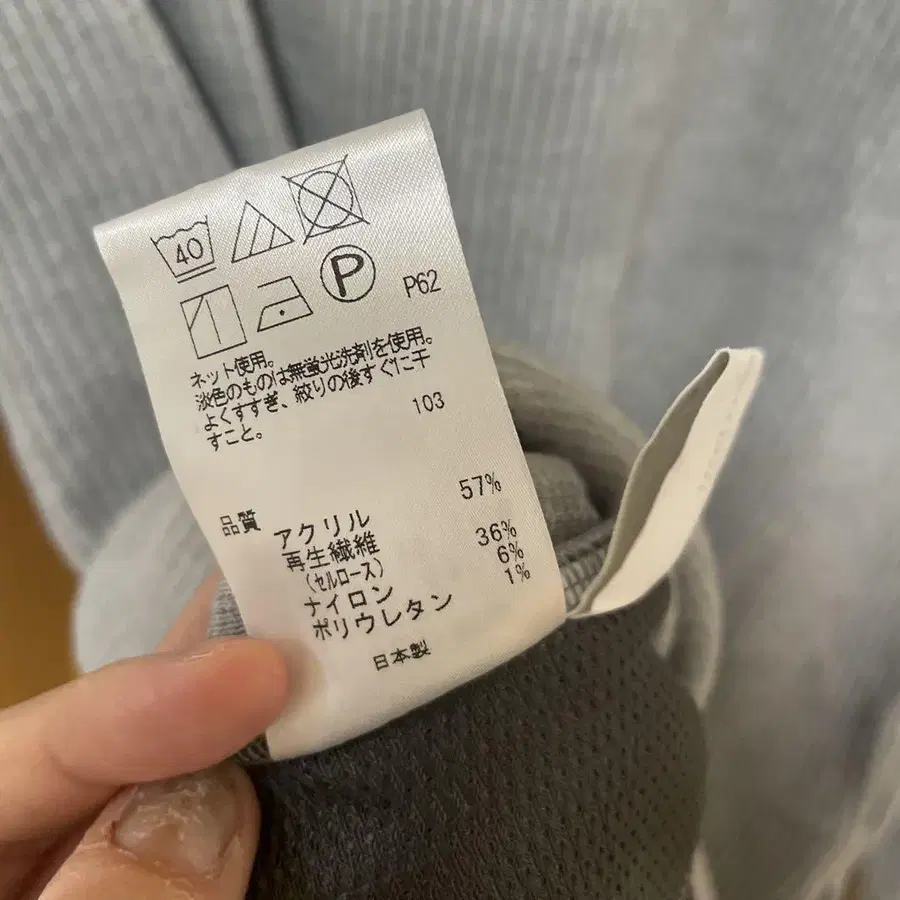 40
P
P62
ネット使用。
淡色のものは無蛍光洗剤を使用。
よくすすぎ、絞りの後すぐに干
すこと。
103
品質
アクリル 57%
再生繊維 36%
(セルロース)
ナイロン 6%
ポリウレタン 1%
日本製